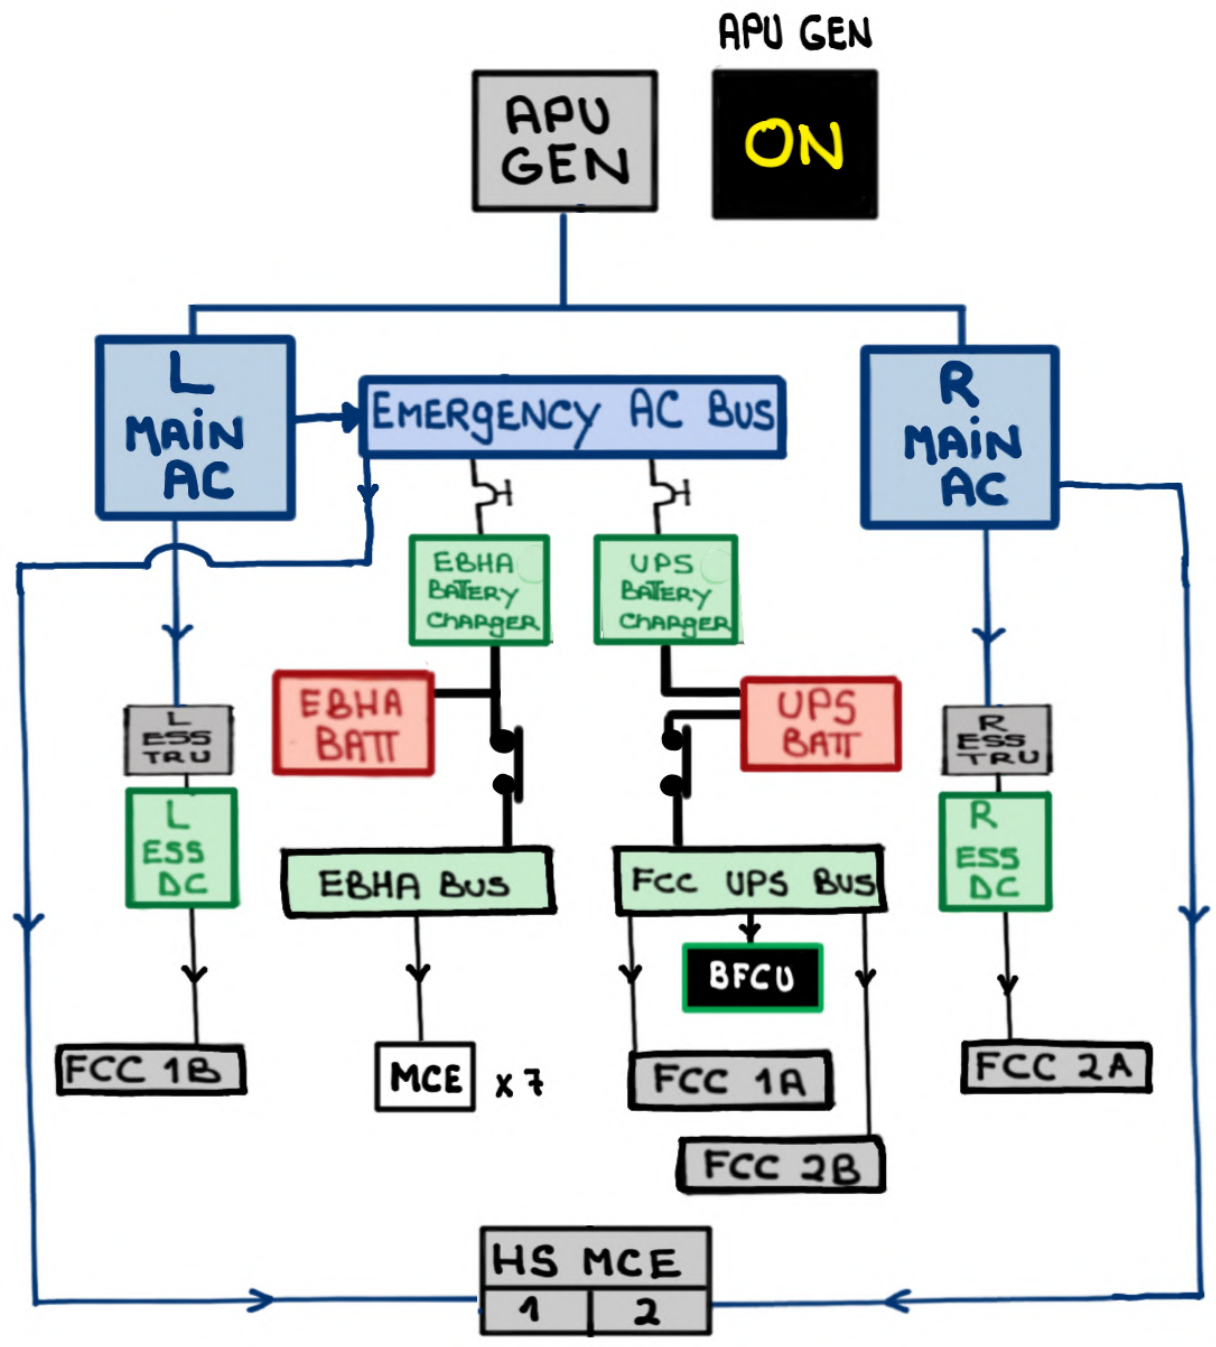 APU GEN
APU
GEN
ON
L
MAiN
AC
EMERgENCY AC BUS
R
MAiN
AC
EBHA
BATTERY
CHARGER
UPS
BATTERY
CHARGER
EBHA
BATT
UPS
BATT
L
ESS
TRU
R
ESS
TRU
L
ESS
DC
EBHA BUS
FCC UPS BUS
R
ESS
DC
BFCU
FCC 1B
MCE x 7
FCC 1A
FCC 2A
FCC 2B
HS MCE
1 2